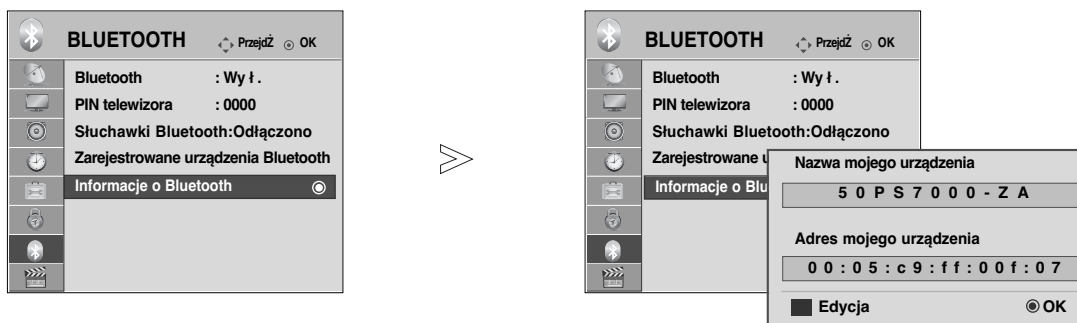 BLUETOOTH PrzejdŹ OK
Bluetooth : Wy ł .
PIN telewizora : 0000
Słuchawki Bluetooth:Odłączono
Zarejestrowane urządzenia Bluetooth
Informacje o Bluetooth
BLUETOOTH PrzejdŹ OK
Bluetooth : Wy ł .
PIN telewizora : 0000
Słuchawki Bluetooth:Odłączono
Zarejestrowane u
Informacje o Blu
Nazwa mojego urządzenia
5 0 P S 7 0 0 0 - Z A
Adres mojego urządzenia
0 0 : 0 5 : c 9 : f f : 0 0 f : 0 7
Edycja OK